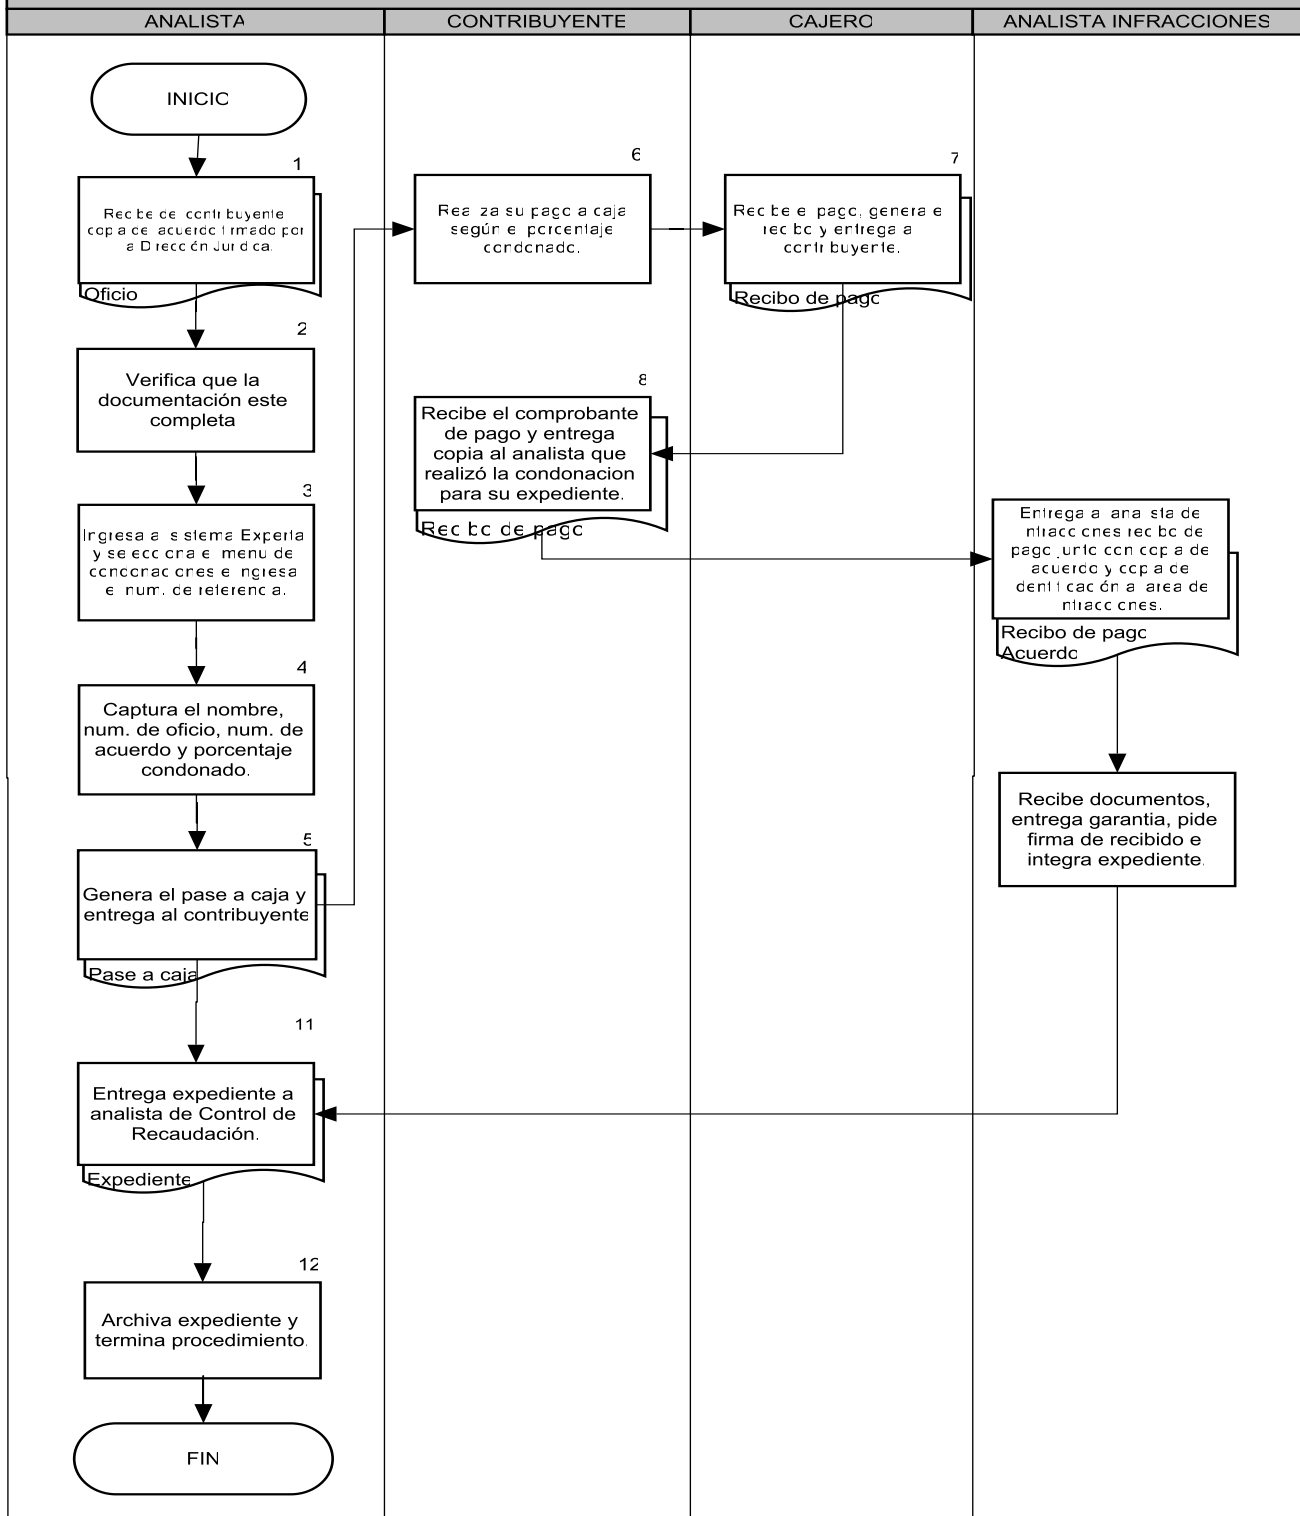 ANALISTA
CONTRIBUYENTE
CAJERO
ANALISTA INFRACCIONES
INICIO
1
Recibe del contribuyente
copia del acuerdo firmado por
la Dirección Jurídica.
Oficio
2
Verifica que la
documentación este
completa
3
Ingresa al sistema Experta
y selecciona el menu de
condonaciones e ingresa
el num. de referencia.
4
Captura el nombre,
num. de oficio, num. de
acuerdo y porcentaje
condonado.
5
Genera el pase a caja y
entrega al contribuyente
Pase a caja
6
Realiza su pago a caja
según el porcentaje
condonado.
7
Recibe el pago, genera el
recibo y entrega al
contribuyente.
Recibo de pago
8
Recibe el comprobante
de pago y entrega
copia al analista que
realizó la condonacion
para su expediente.
Recibo de pago
Entrega al analista de
infracciones recibo de
pago junto con copia de
acuerdo y copia de
identificación al area de
infracciones.
Recibo de pago
Acuerdo
Recibe documentos,
entrega garantia, pide
firma de recibido e
integra expediente.
11
Entrega expediente a
analista de Control de
Recaudación.
Expediente
12
Archiva expediente y
termina procedimiento.
FIN